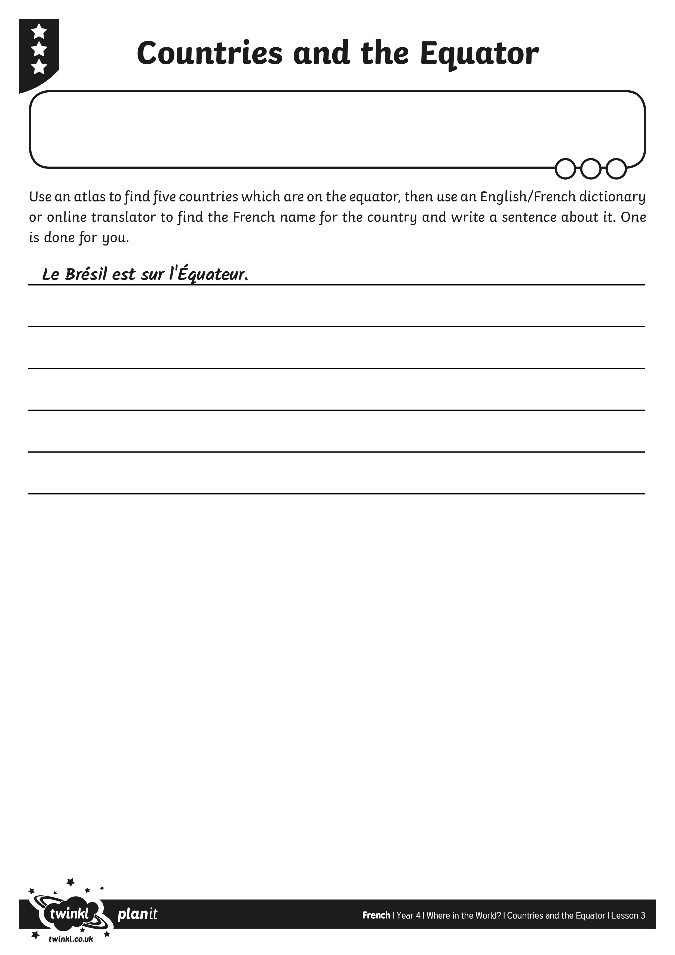 Countries and the Equator
Use an atlas to find five countries which are on the equator, then use an English/French dictionary
or online translator to find the French name for the country and write a sentence about it. One
is done for you.
Le Brésil est sur l'Équateur.
twinkl
planit
twinkl.co.uk
French | Year 4 | Where in the World? | Countries and the Equator | Lesson 3